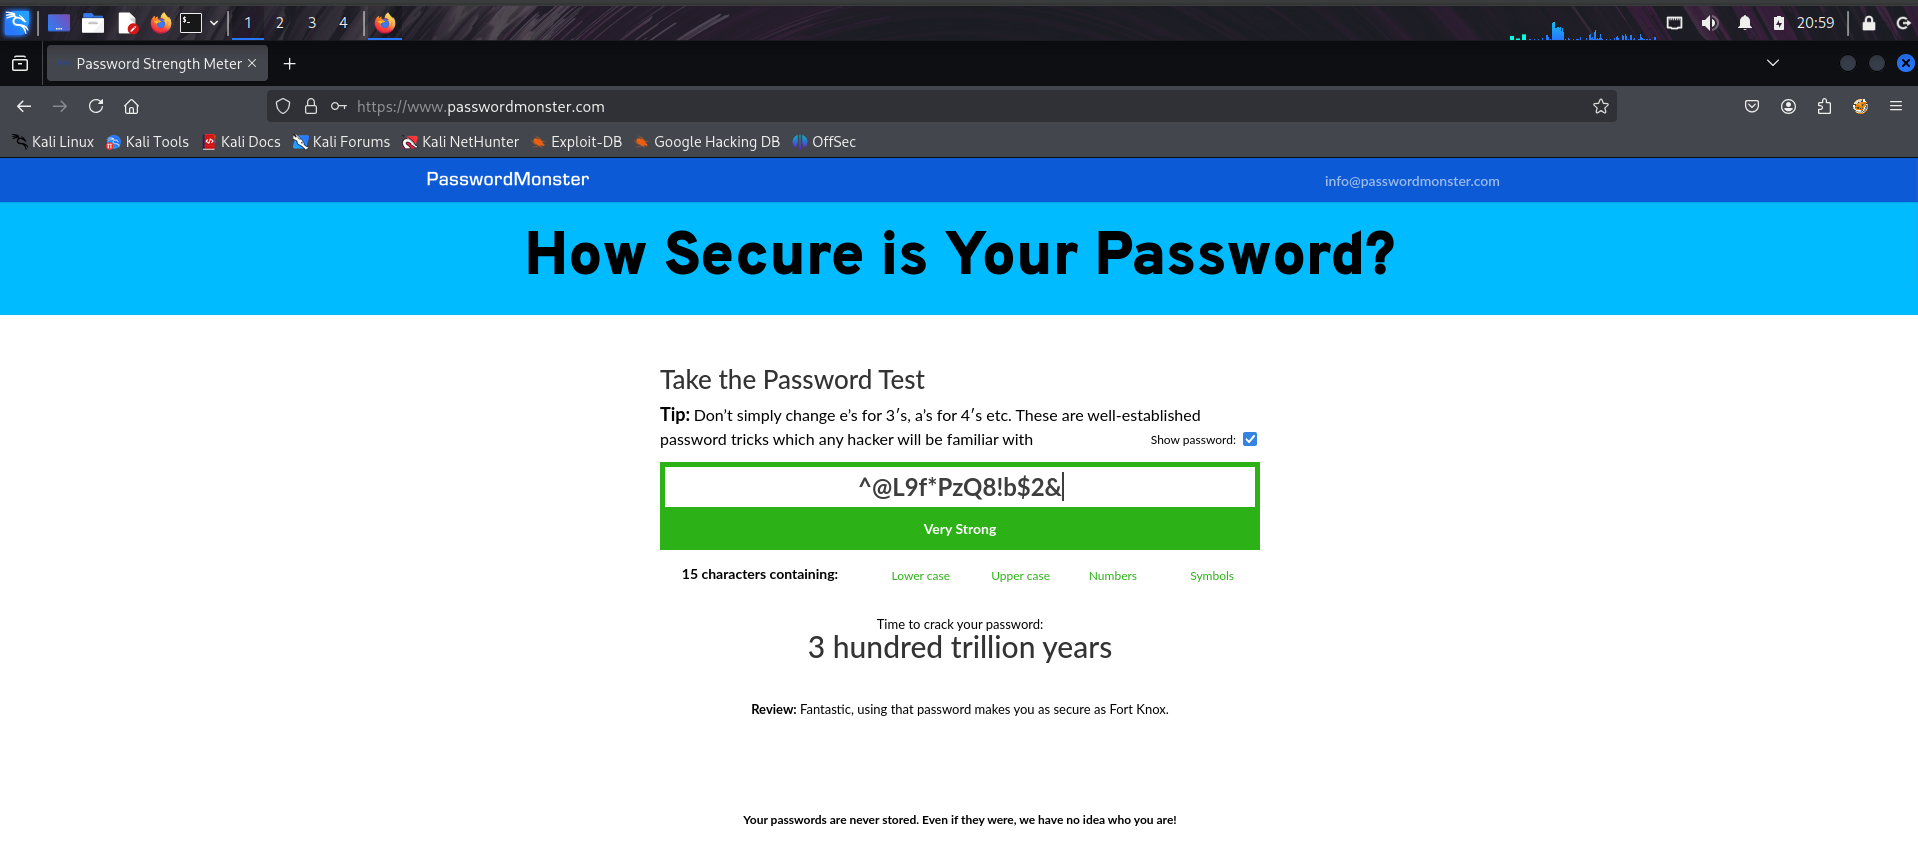 1 2 3 4 20:59
Password Strength Meter
https://www.passwordmonster.com
Kali Linux Kali Tools Kali Docs Kali Forums Kali NetHunter Exploit-DB Google Hacking DB OffSec
PasswordMonster info@passwordmonster.com
How Secure is Your Password?
Take the Password Test
Tip: Don’t simply change e’s for 3′s, a’s for 4′s etc. These are well-established
password tricks which any hacker will be familiar with Show password:
^@L9f*PzQ8!b$2&
Very Strong
15 characters containing: Lower case Upper case Numbers Symbols
Time to crack your password:
3 hundred trillion years
Review: Fantastic, using that password makes you as secure as Fort Knox.
Your passwords are never stored. Even if they were, we have no idea who you are!